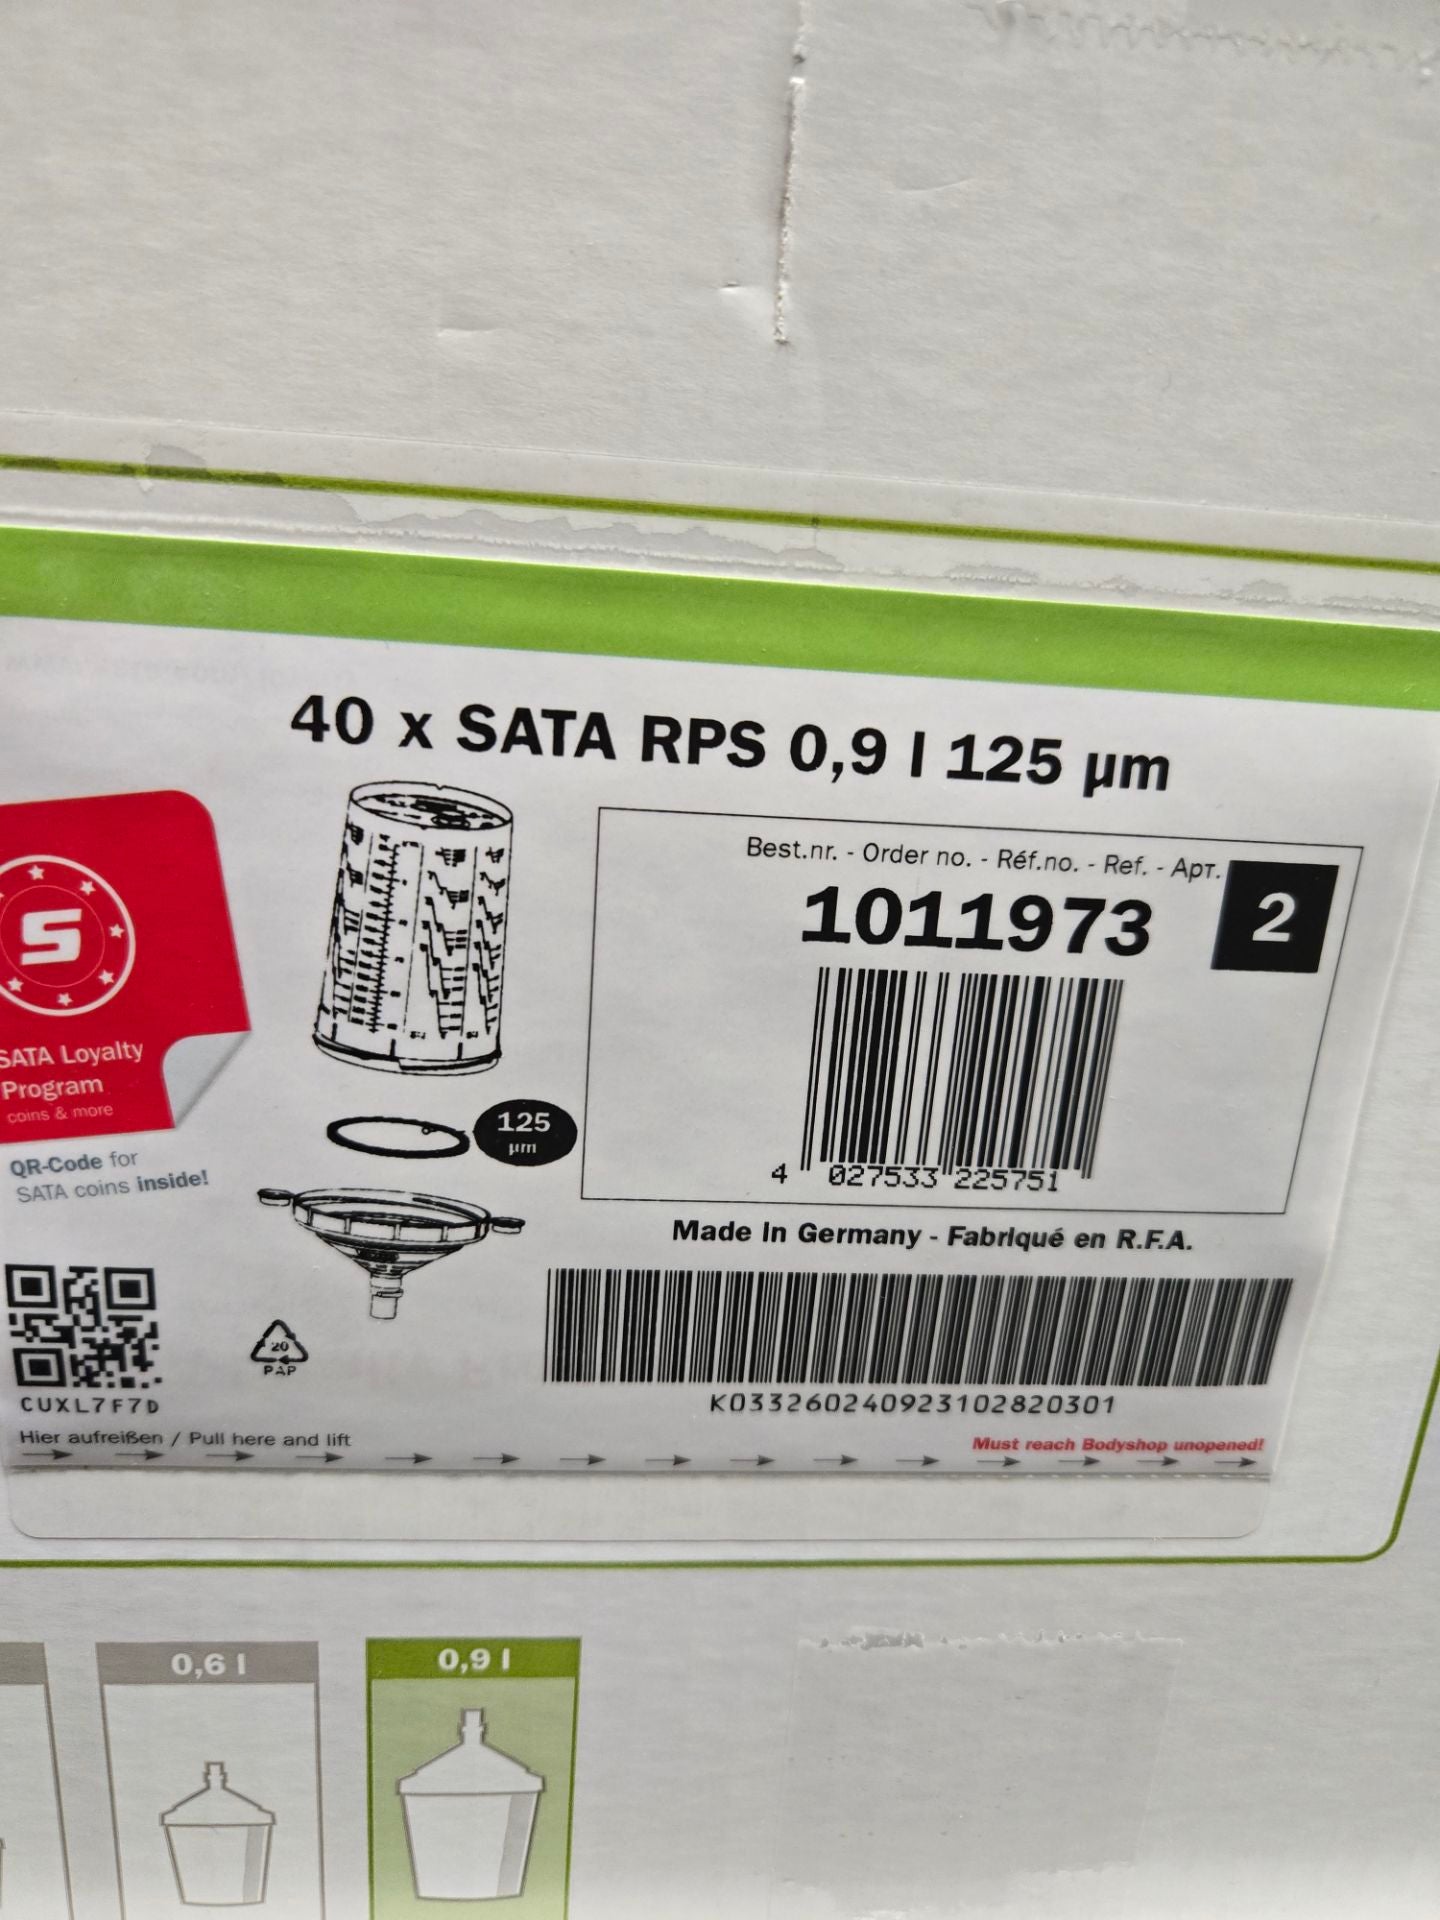 40 x SATA RPS 0,9 l 125 µm
Best.nr. - Order no. - Réf.no. - Ref. - Apт.
1011973
2
4 027533 225751
125
µm
S
SATA Loyalty
Program
coins & more
QR-Code for
SATA coins inside!
Made in Germany - Fabriqué en R.F.A.
20
PAP
CUXL7F7D
K033260240923102820301
Hier aufreißen / Pull here and lift
Must reach Bodyshop unopened!
0,6 l
0,9 l